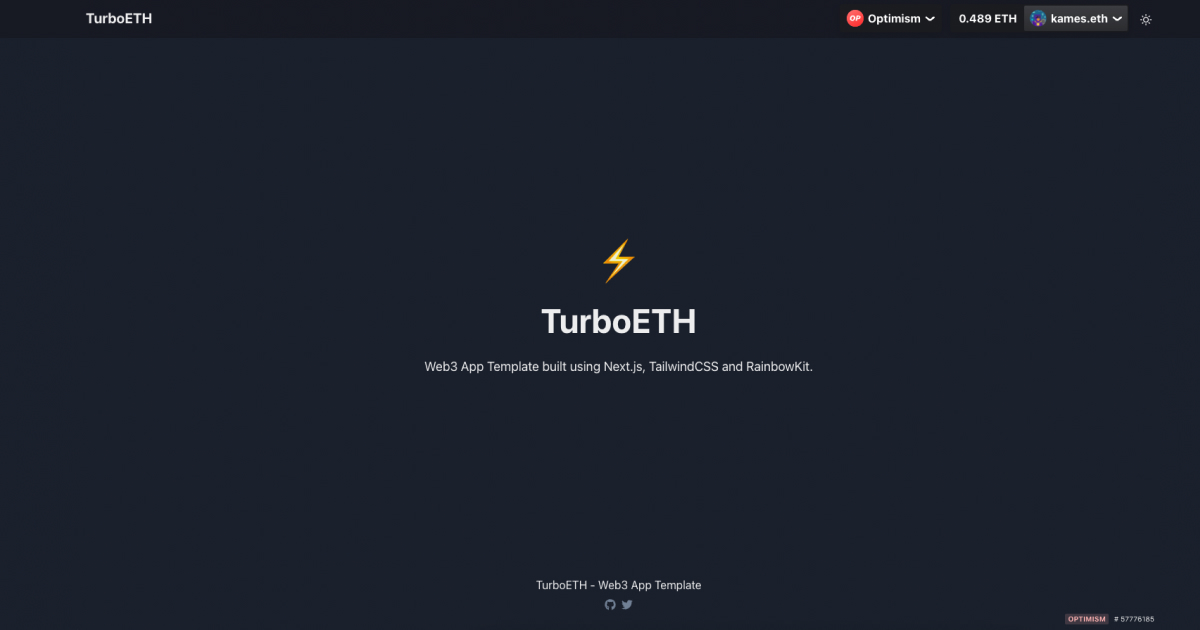 TurboETH
OP Optimism
0.489 ETH
kames.eth
TurboETH
Web3 App Template built using Next.js, TailwindCSS and RainbowKit.
TurboETH - Web3 App Template
OPTIMISM # 57776185